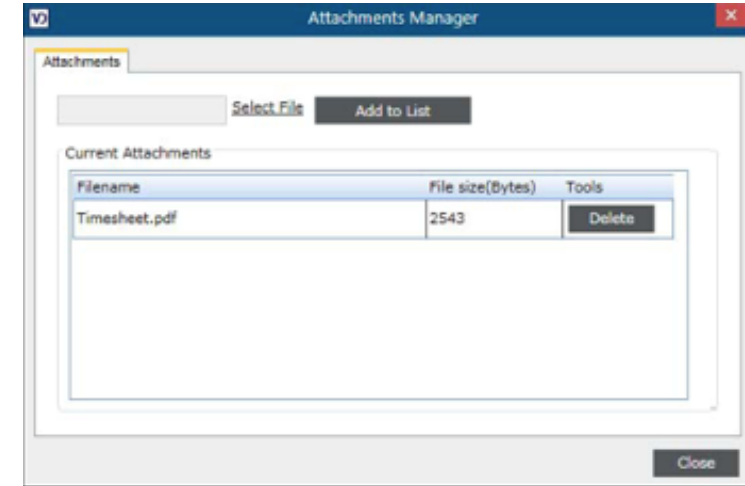 VD Attachments Manager
Attachments
Select File Add to List
Current Attachments
Filename File size(Bytes) Tools
Timesheet.pdf 2543 Delete
Close